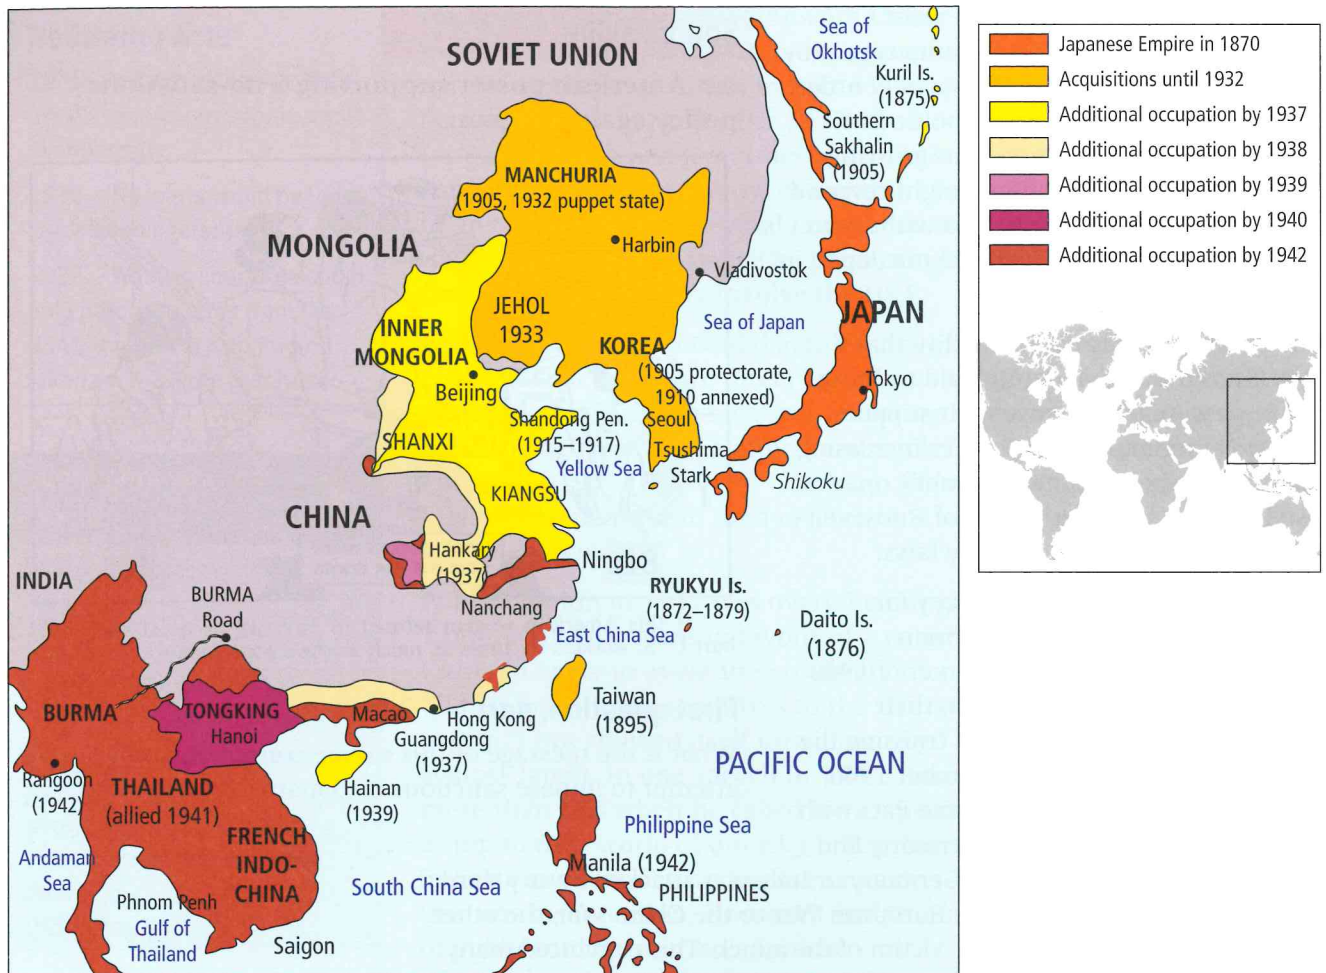 SOVIET UNION
Sea of
Okhotsk
Kuril Is.
(1875)
Southern
Sakhalin
(1905)
MANCHURIA
(1905, 1932 puppet state)
MONGOLIA
Harbin
Vladivostok
JEHOL
1933
Sea of Japan
JAPAN
INNER
MONGOLIA
KOREA
(1905 protectorate,
1910 annexed)
Tokyo
Beijing
Shandong Pen.
(1915–1917)
Seoul
SHANXI
Yellow Sea
Tsushima
Stark
Shikoku
KIANGSU
CHINA
Hankary
(1937)
Ningbo
INDIA
BURMA
Road
Nanchang
RYUKYU Is.
(1872–1879)
East China Sea
Daito Is.
(1876)
BURMA
TONGKING
Hanoi
Macao
Hong Kong
Guangdong
(1937)
Taiwan
(1895)
PACIFIC OCEAN
Rangoon
(1942)
THAILAND
(allied 1941)
Hainan
(1939)
FRENCH
INDO-
CHINA
Philippine Sea
Andaman
Sea
Manila (1942)
PHILIPPINES
South China Sea
Phnom Penh
Gulf of
Thailand
Saigon
Japanese Empire in 1870
Acquisitions until 1932
Additional occupation by 1937
Additional occupation by 1938
Additional occupation by 1939
Additional occupation by 1940
Additional occupation by 1942